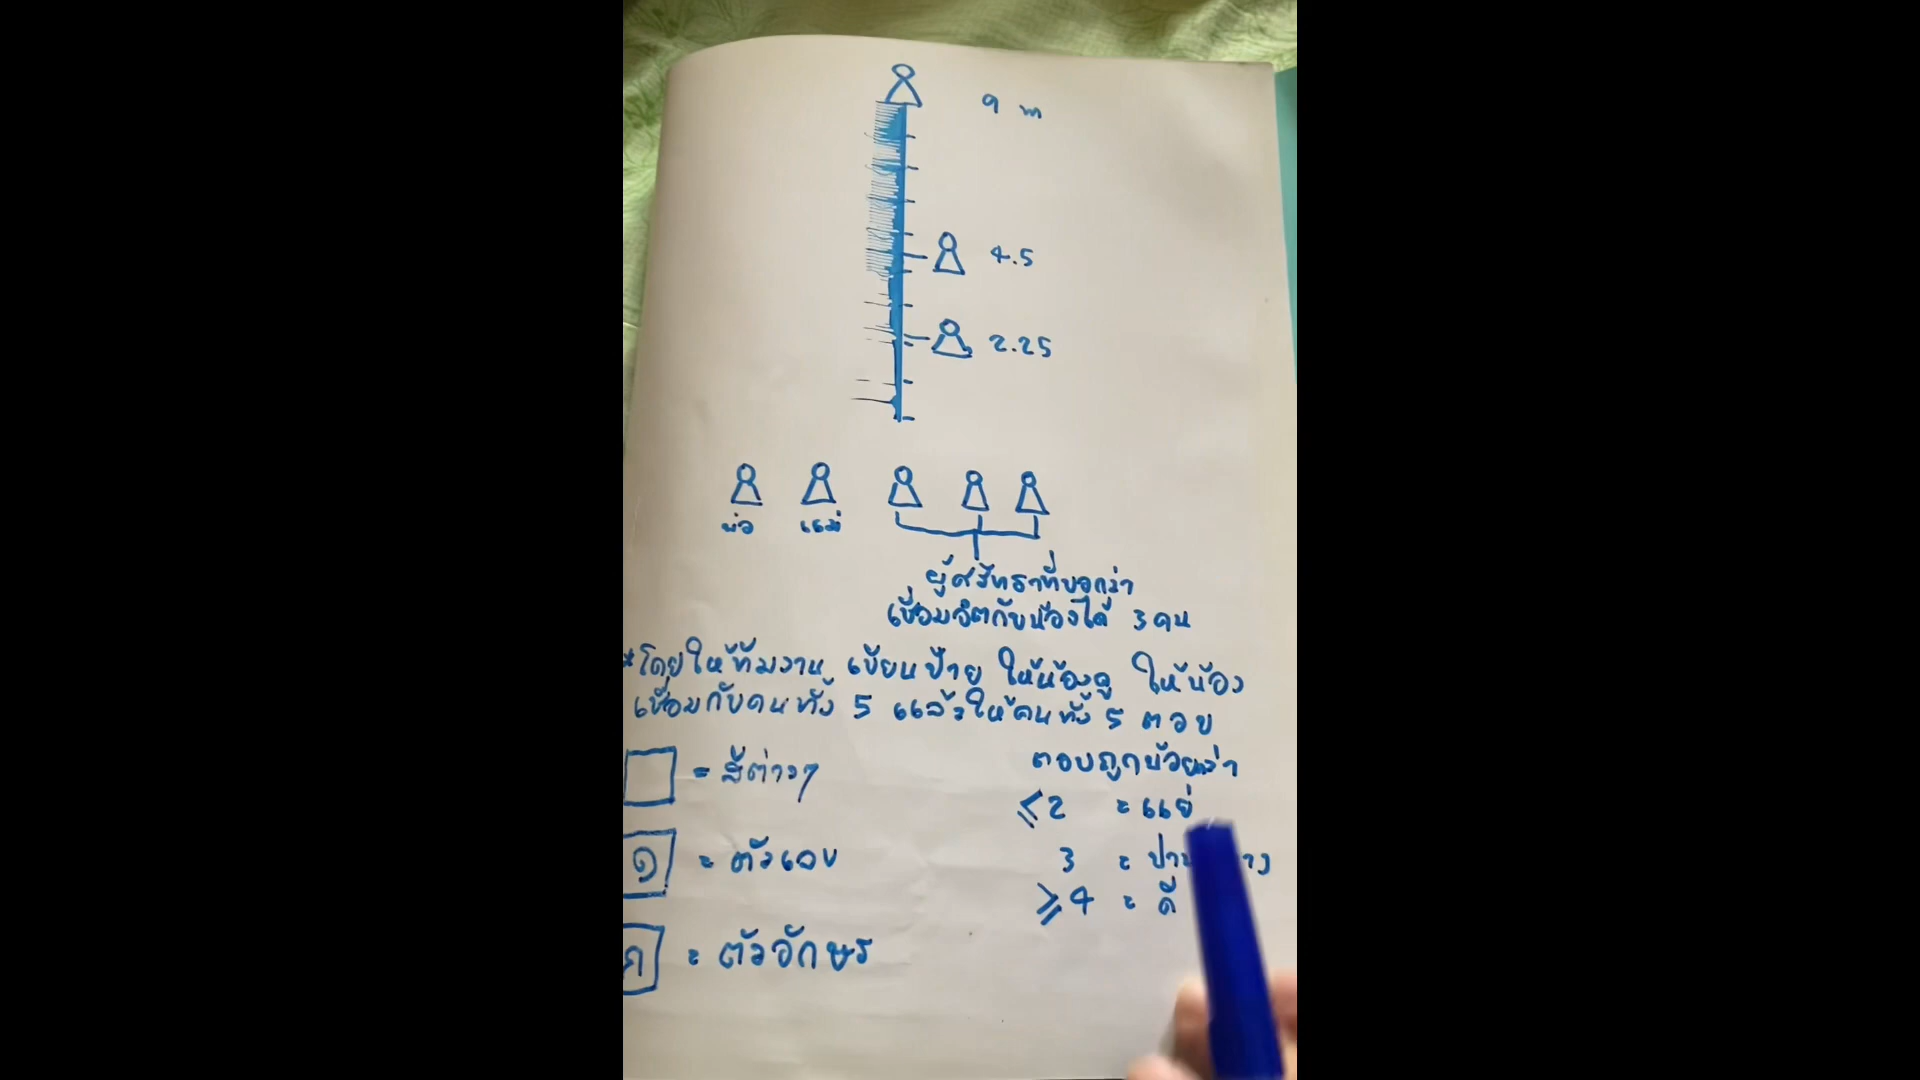 9 m
4.5
2.25
พ่อ แม่
ผู้ศรัทธาที่บอกว่า
เชื่อมจิตกับน้องได้ 3 คน
*โดยให้ทีมงาน เขียนป้าย ให้น้องดู ให้น้อง
เชื่อมกับคนทั้ง 5 แล้วให้คนทั้ง 5 ตอบ
= สีต่างๆ
ตอบถูกน้อยกว่า
≤2 = แย่
๑ = ตัวเลข
3 =
≥4 = ดี
ก = ตัวอักษร